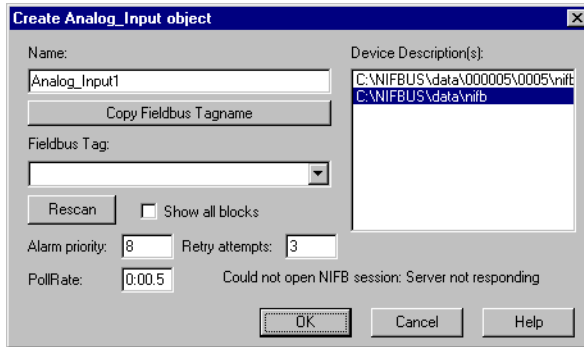 Create Analog_Input object
Name:
Analog_Input1
Copy Fieldbus Tagname
Fieldbus Tag:
Rescan
Show all blocks
Alarm priority: 8 Retry attempts: 3
PollRate: 0:00.5
Device Description(s):
C:\NIFBUS\data\000005\0005\nifb
C:\NIFBUS\data\nifb
Could not open NIFB session: Server not responding
OK Cancel Help